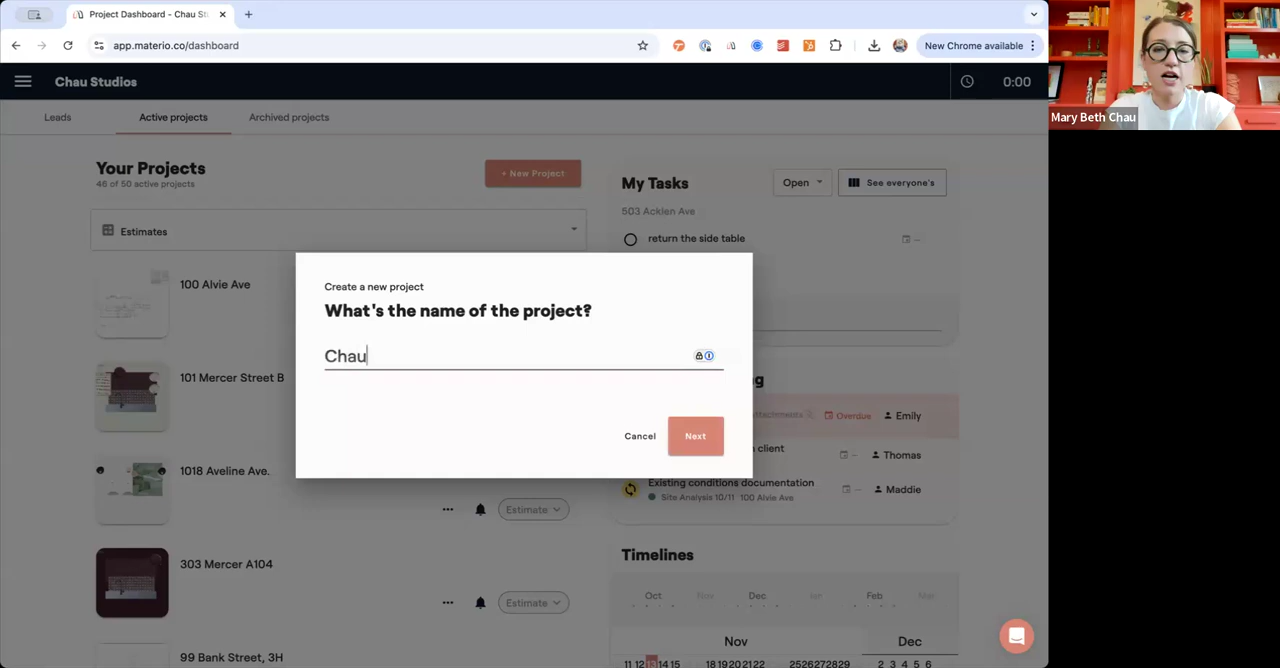 Project Dashboard - Chau St
app.materio.co/dashboard
New Chrome available
Chau Studios
0:00
Mary Beth Chau
Leads
Active projects
Archived projects
Your Projects
46 of 50 active projects
+ New Project
Estimates
100 Alvie Ave
101 Mercer Street B
1018 Aveline Ave.
Estimate
303 Mercer A104
Estimate
99 Bank Street, 3H
Create a new project
What's the name of the project?
Chau
Cancel
Next
My Tasks
Open
See everyone's
503 Acklen Ave
return the side table
Overdue
Emily
client
Thomas
Existing conditions documentation
Site Analysis 10/11 100 Alvie Ave
Maddie
Timelines
Oct Nov Dec Feb Mar
Nov
Dec
11 12 13 14 15 18 19 20 21 22 25 26 27 28 29 2 3 4 5 6